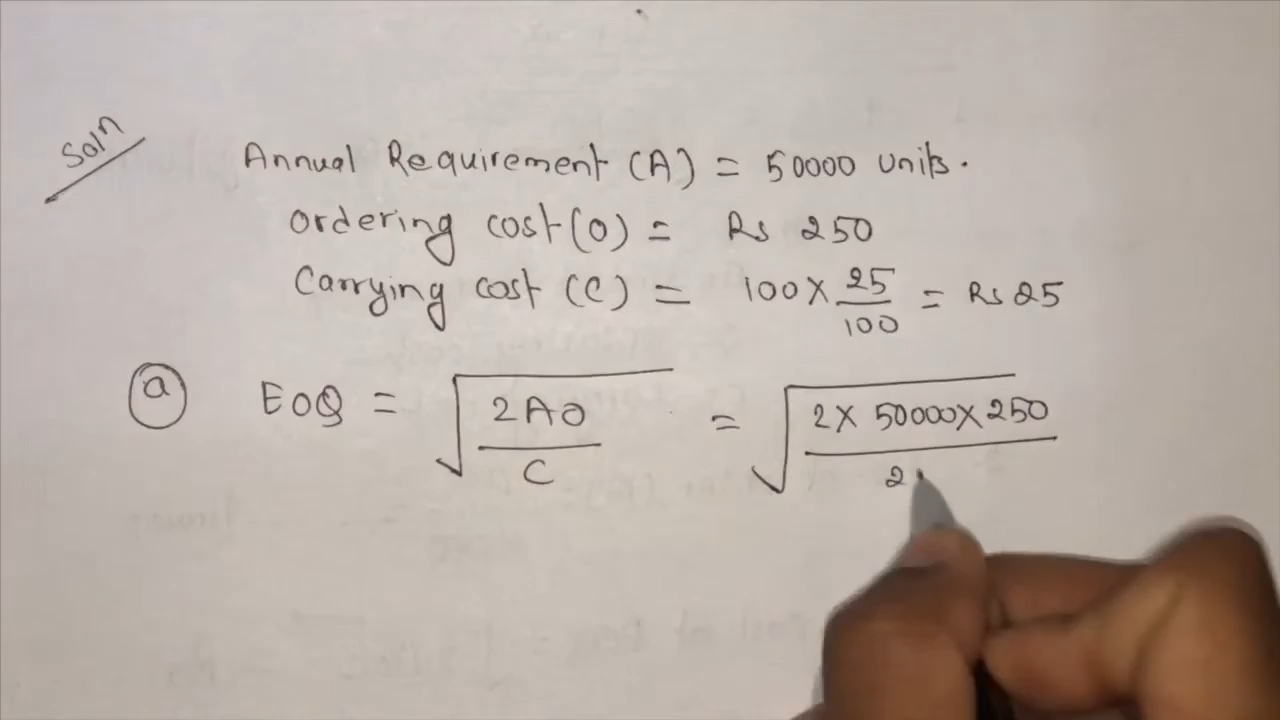 Soln
Annual Requirement (A) = 50000 units.
Ordering cost (O) = Rs 250
Carrying cost (C) = 100 × 25/100 = Rs 25
(a) EOQ = √(2AO/C) = √(2 × 50000 × 250/2